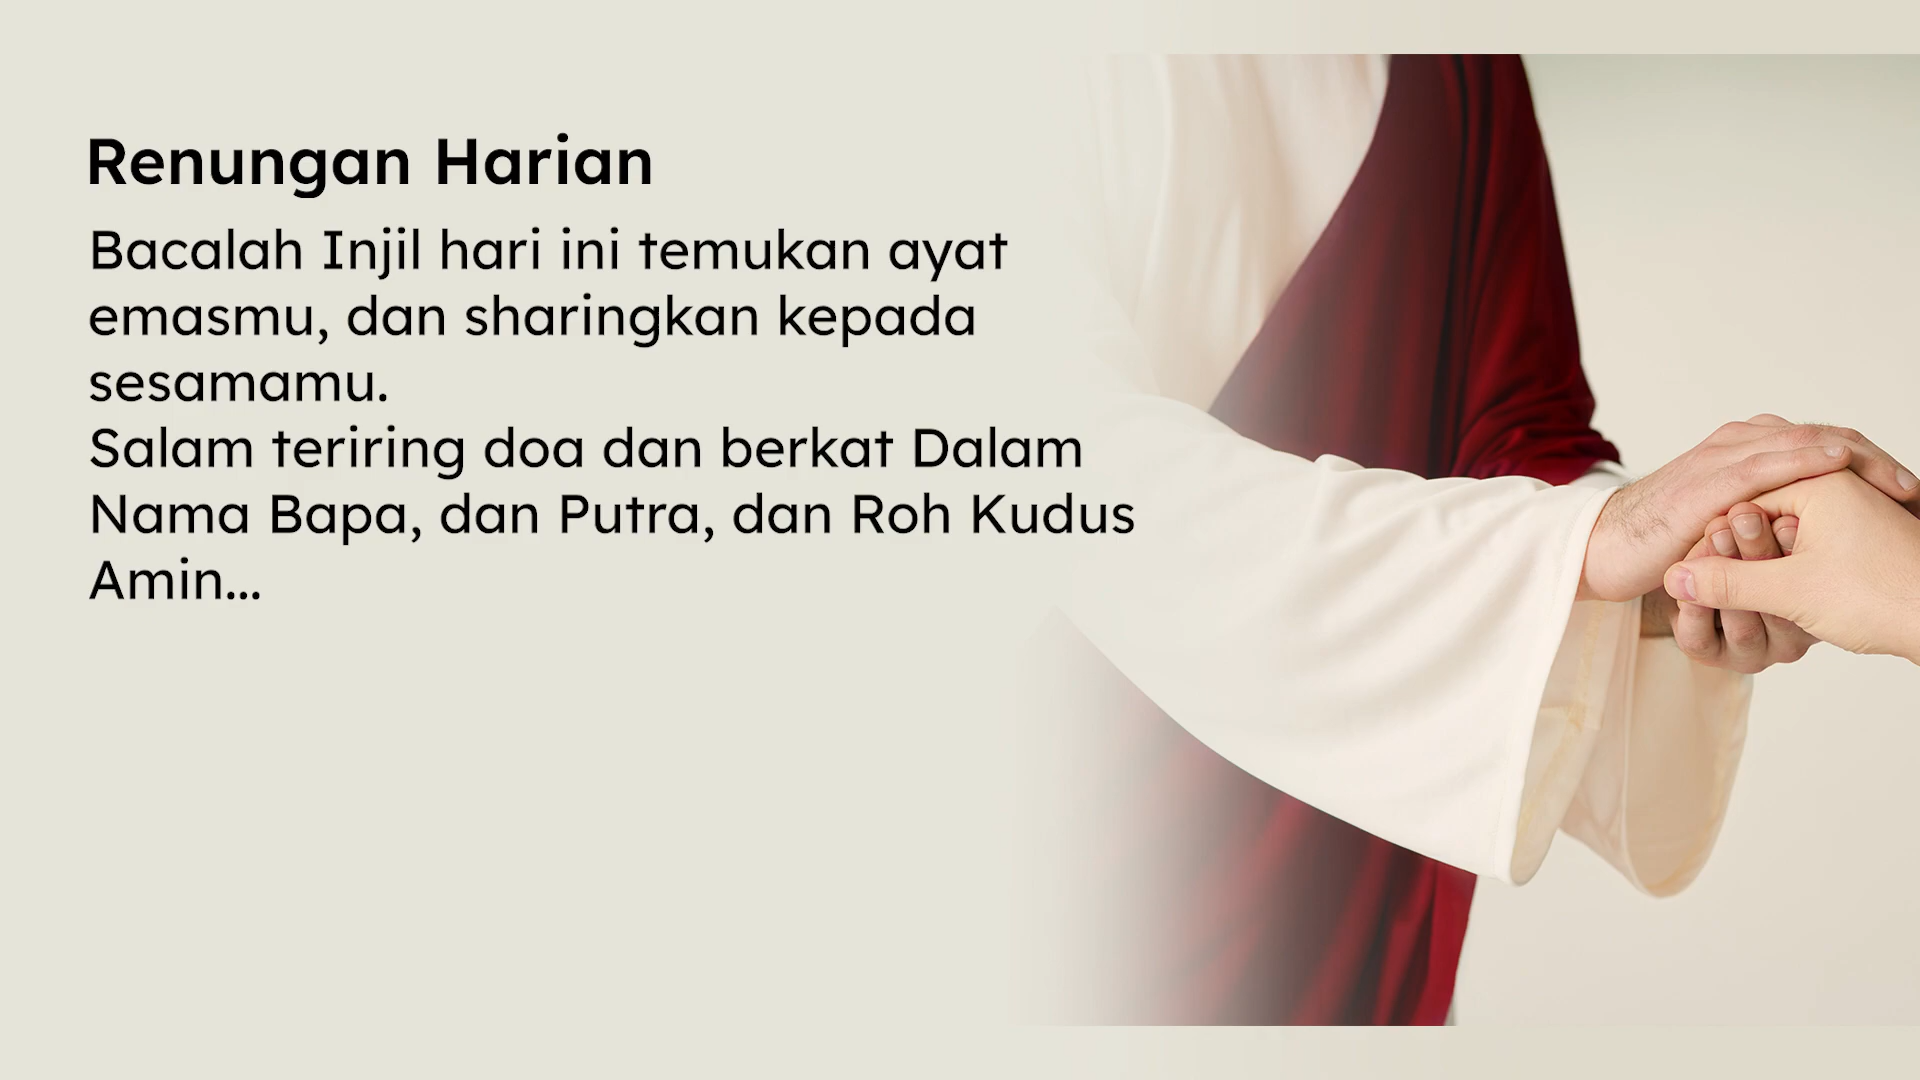 Renungan Harian
Bacalah Injil hari ini temukan ayat
emasmu, dan sharingkan kepada
sesamamu.
Salam teriring doa dan berkat Dalam
Nama Bapa, dan Putra, dan Roh Kudus
Amin...